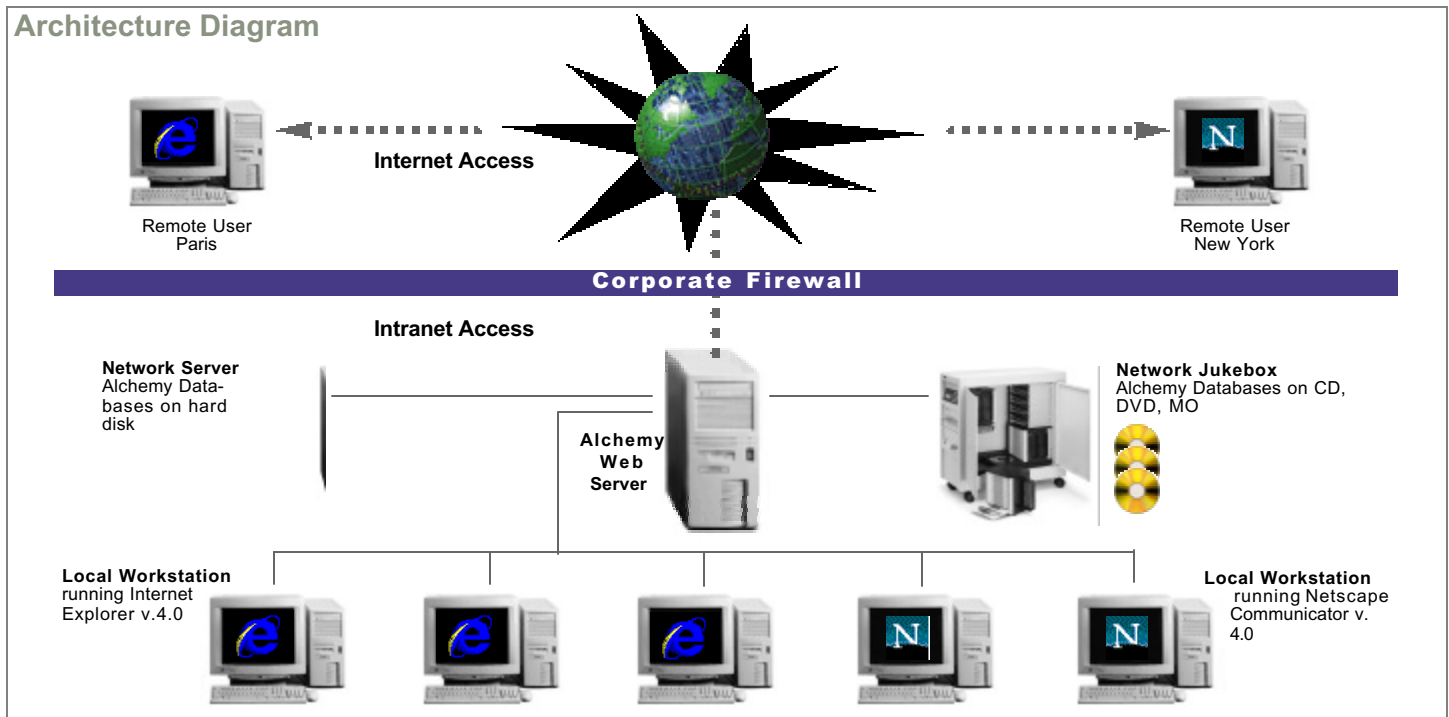 Architecture Diagram
Internet Access
Remote User
Paris
N
Remote User
New York
Corporate Firewall
Intranet Access
Network Server
Alchemy Data-
bases on hard
disk
Alchemy
Web
Server
Network Jukebox
Alchemy Databases on CD,
DVD, MO
Local Workstation
running Internet
Explorer v.4.0
e
e
e
N
N
Local Workstation
running Netscape
Communicator v.
4.0